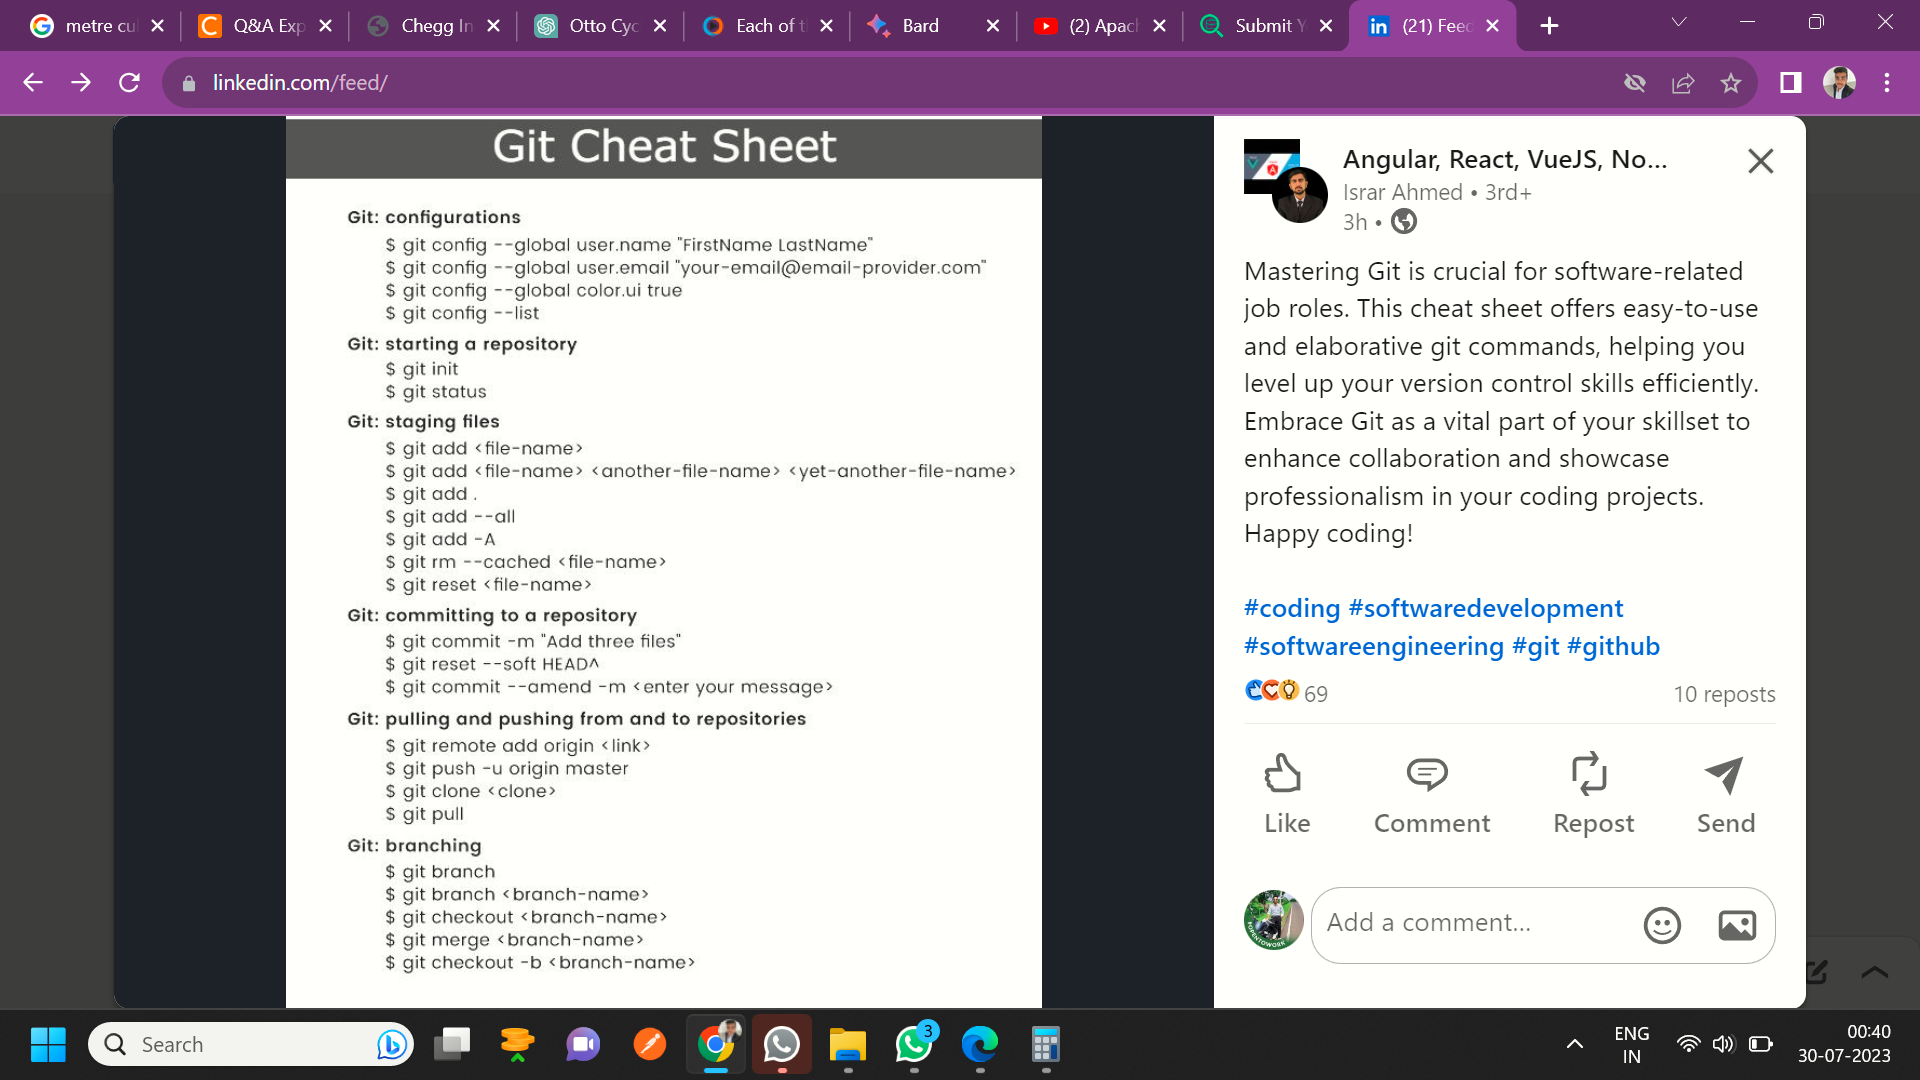 metre cu
Q&A Exp
Chegg In
Otto Cyc
Each of t
Bard
(2) Apac
Submit Y
(21) Feed
linkedin.com/feed/
Git Cheat Sheet
Git: configurations
$ git config --global user.name "FirstName LastName"
$ git config --global user.email "your-email@email-provider.com"
$ git config --global color.ui true
$ git config --list
Git: starting a repository
$ git init
$ git status
Git: staging files
$ git add <file-name>
$ git add <file-name> <another-file-name> <yet-another-file-name>
$ git add .
$ git add --all
$ git add -A
$ git rm --cached <file-name>
$ git reset <file-name>
Git: committing to a repository
$ git commit -m "Add three files"
$ git reset --soft HEAD^
$ git commit --amend -m <enter your message>
Git: pulling and pushing from and to repositories
$ git remote add origin <link>
$ git push -u origin master
$ git clone <clone>
$ git pull
Git: branching
$ git branch
$ git branch <branch-name>
$ git checkout <branch-name>
$ git merge <branch-name>
$ git checkout -b <branch-name>
Angular, React, VueJS, No...
Israr Ahmed • 3rd+
3h •
Mastering Git is crucial for software-related
job roles. This cheat sheet offers easy-to-use
and elaborative git commands, helping you
level up your version control skills efficiently.
Embrace Git as a vital part of your skillset to
enhance collaboration and showcase
professionalism in your coding projects.
Happy coding!
#coding #softwaredevelopment
#softwareengineering #git #github
69
10 reposts
Like
Comment
Repost
Send
#OPENTOWORK
Add a comment...
Search
3
ENG
IN
00:40
30-07-2023